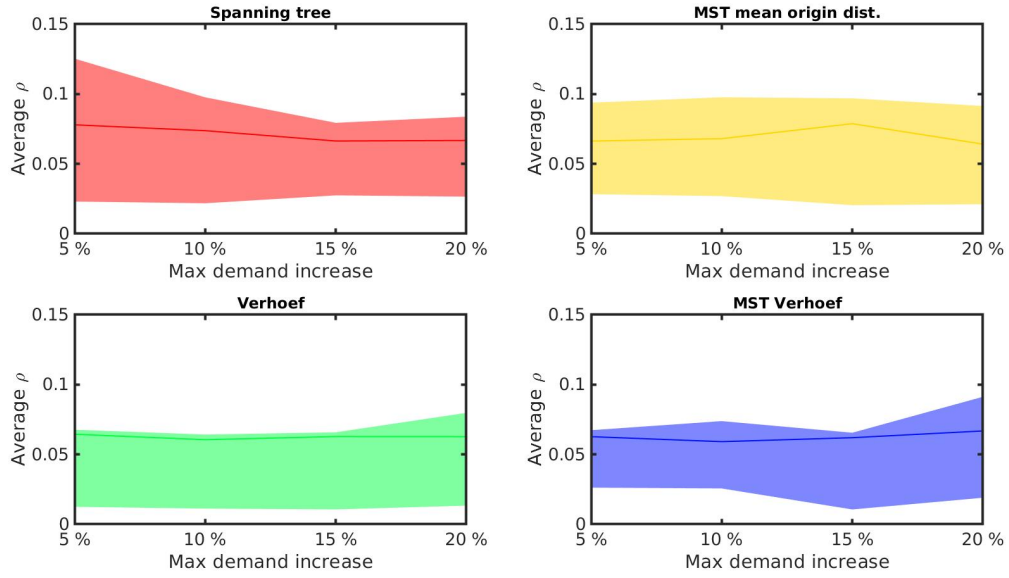 Spanning tree
0.15
0.1
0.05
0
Average ρ
5 % 10 % 15 % 20 %
Max demand increase
MST mean origin dist.
0.15
0.1
0.05
0
Average ρ
5 % 10 % 15 % 20 %
Max demand increase
Verhoef
0.15
0.1
0.05
0
Average ρ
5 % 10 % 15 % 20 %
Max demand increase
MST Verhoef
0.15
0.1
0.05
0
Average ρ
5 % 10 % 15 % 20 %
Max demand increase